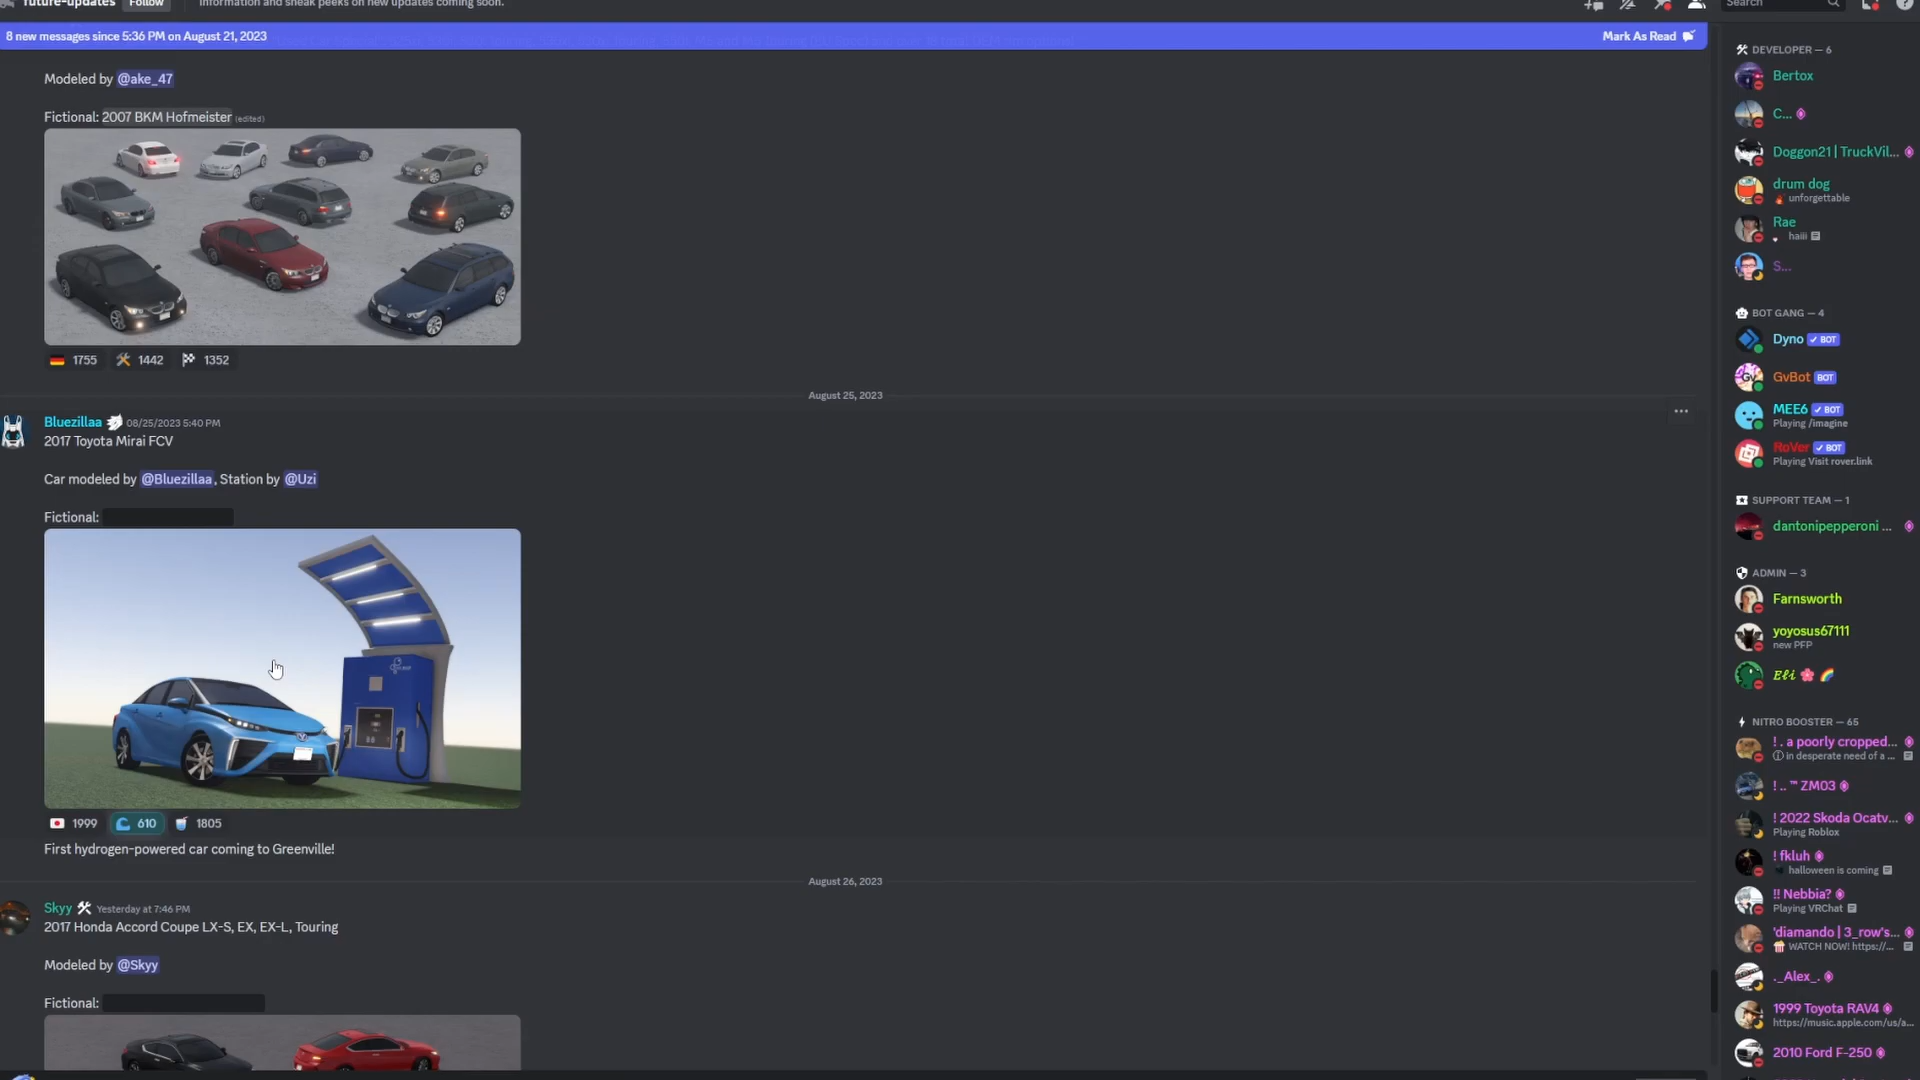 future-updates
Follow
Information and sneak peeks on new updates coming soon.
Search
8 new messages since 5:36 PM on August 21, 2023
Mark As Read
Modeled by @ake_47
Fictional: 2007 BKM Hofmeister (edited)
1755
1442
1352
August 25, 2023
Bluezillaa 08/25/2023 5:40 PM
2017 Toyota Mirai FCV
Car modeled by @Bluezillaa, Station by @Uzi
Fictional:
1999
610
1805
First hydrogen-powered car coming to Greenville!
August 26, 2023
Skyy Yesterday at 7:46 PM
2017 Honda Accord Coupe LX-S, EX, EX-L, Touring
Modeled by @Skyy
Fictional:
DEVELOPER — 6
Bertox
C...
Doggon21 | TruckVil...
drum dog
unforgettable
Rae
haiii
S...
BOT GANG — 4
Dyno BOT
GvBot BOT
MEE6 BOT
Playing /imagine
RoVer BOT
Playing Visit rover.link
SUPPORT TEAM — 1
dantonipepperoni ...
ADMIN — 3
Farnsworth
yoyosus67111
new PFP
Eli
NITRO BOOSTER — 65
! . a poorly cropped...
in desperate need of a ...
! .. ™ ZM03
! 2022 Skoda Ocatv...
Playing Roblox
! fkluh
halloween is coming
!! Nebbia?
Playing VRChat
'diamando | 3_row's...
WATCH NOW! https://...
._Alex_.
1999 Toyota RAV4
https://music.apple.com/us/a...
2010 Ford F-250